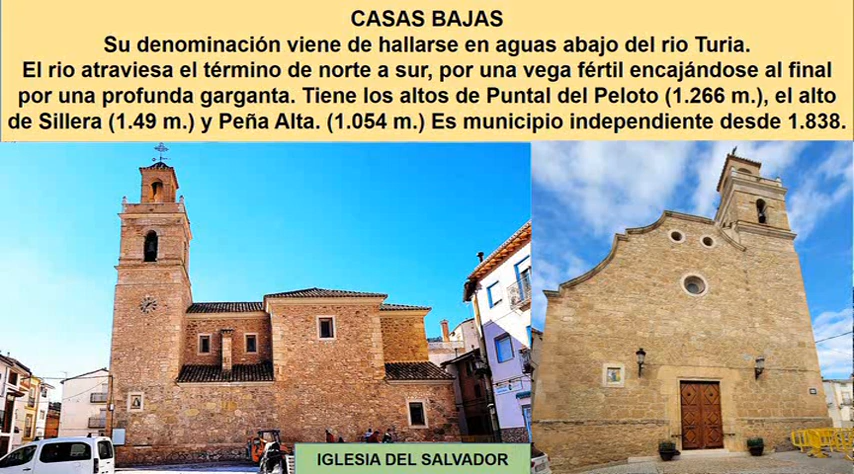 CASAS BAJAS
Su denominación viene de hallarse en aguas abajo del rio Turia.
El rio atraviesa el término de norte a sur, por una vega fértil encajándose al final
por una profunda garganta. Tiene los altos de Puntal del Peloto (1.266 m.), el alto
de Sillera (1.49 m.) y Peña Alta. (1.054 m.) Es municipio independiente desde 1.838.
IGLESIA DEL SALVADOR